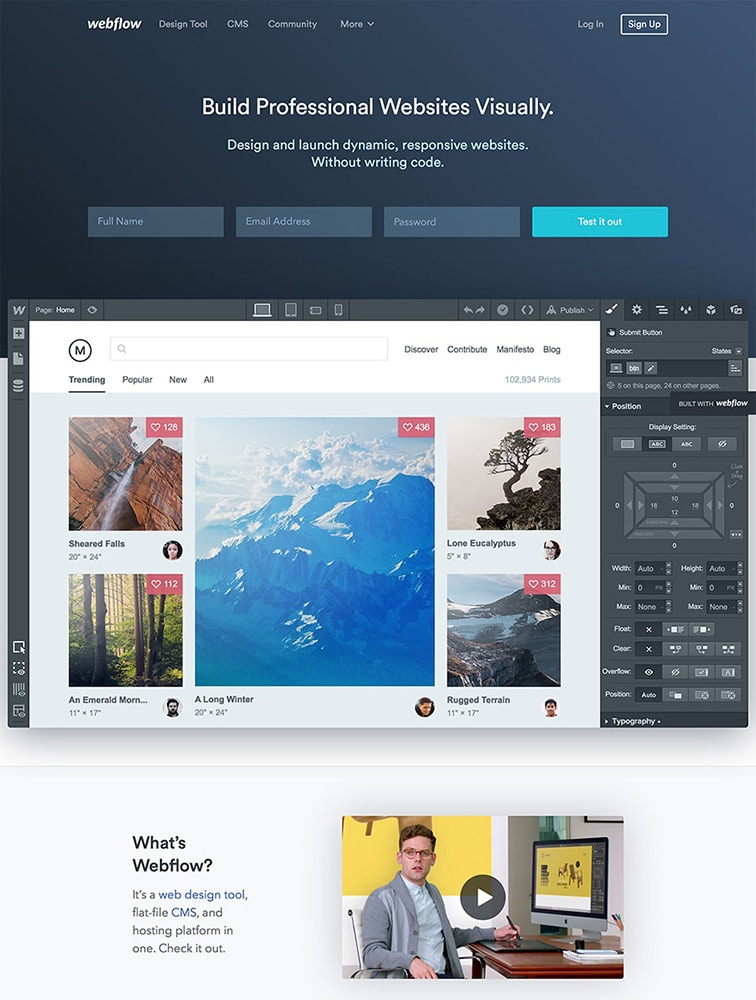 webflow Design Tool CMS Community More Log In Sign Up
Build Professional Websites Visually.
Design and launch dynamic, responsive websites.
Without writing code.
Full Name Email Address Password Test it out
W Page: Home Publish
Submit Button
M Discover Contribute Manifesto Blog
Selector: States
btn
Trending Popular New All 102,934 Prints
5 on this page, 24 on other pages.
Position
BUILT WITH webflow
128 436 183
Display Setting:
ABC ABC
0
Click + Drag
10
0 18 18 0
12
0
Sheared Falls
20" × 24"
Lone Eucalyptus
5" × 8"
Width: Auto Height: Auto
112 312
Min: 0 PX Min: 0 PX
Max: None Max: None
Float:
Clear:
Overflow:
Position: Auto
An Emerald Morn...
11" × 17"
A Long Winter
20" × 24"
Rugged Terrain
11" × 17"
Typography
What's
Webflow?
It's a web design tool,
flat-file CMS, and
hosting platform in
one. Check it out.